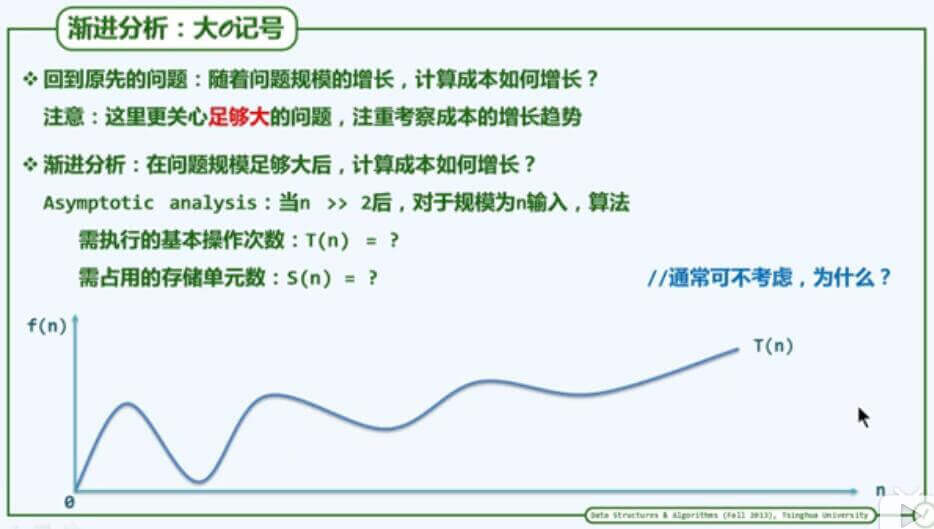 渐进分析：大O记号
❖ 回到原先的问题：随着问题规模的增长，计算成本如何增长？
注意：这里更关心足够大的问题，注重考察成本的增长趋势
❖ 渐进分析：在问题规模足够大后，计算成本如何增长？
Asymptotic analysis：当n >> 2后，对于规模为n输入，算法
需执行的基本操作次数：T(n) = ?
需占用的存储单元数：S(n) = ?
//通常可不考虑，为什么？
f(n)
T(n)
n
0
Data Structures & Algorithms (Fall 2013), Tsinghua University